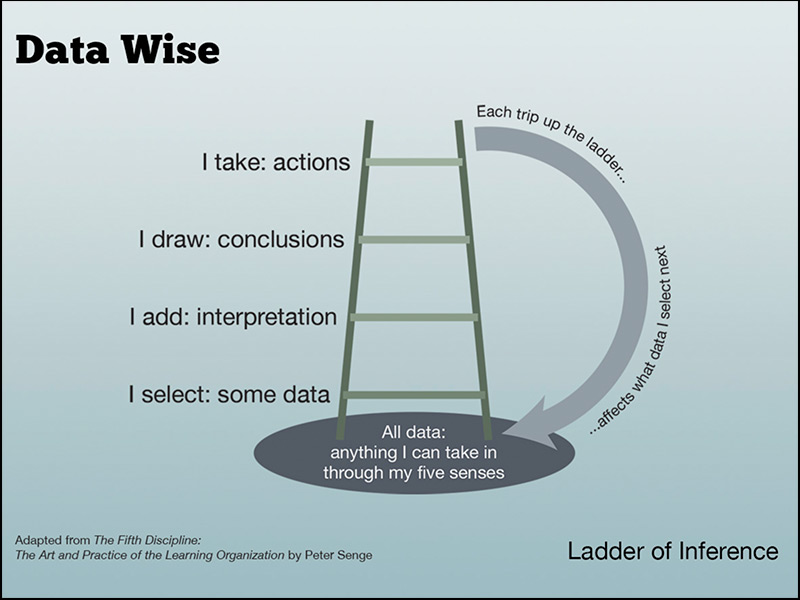 Data Wise
Each trip up the ladder...
I take: actions
I draw: conclusions
I add: interpretation
I select: some data
...affects what data I select next
All data:
anything I can take in
through my five senses
Adapted from The Fifth Discipline:
The Art and Practice of the Learning Organization by Peter Senge
Ladder of Inference